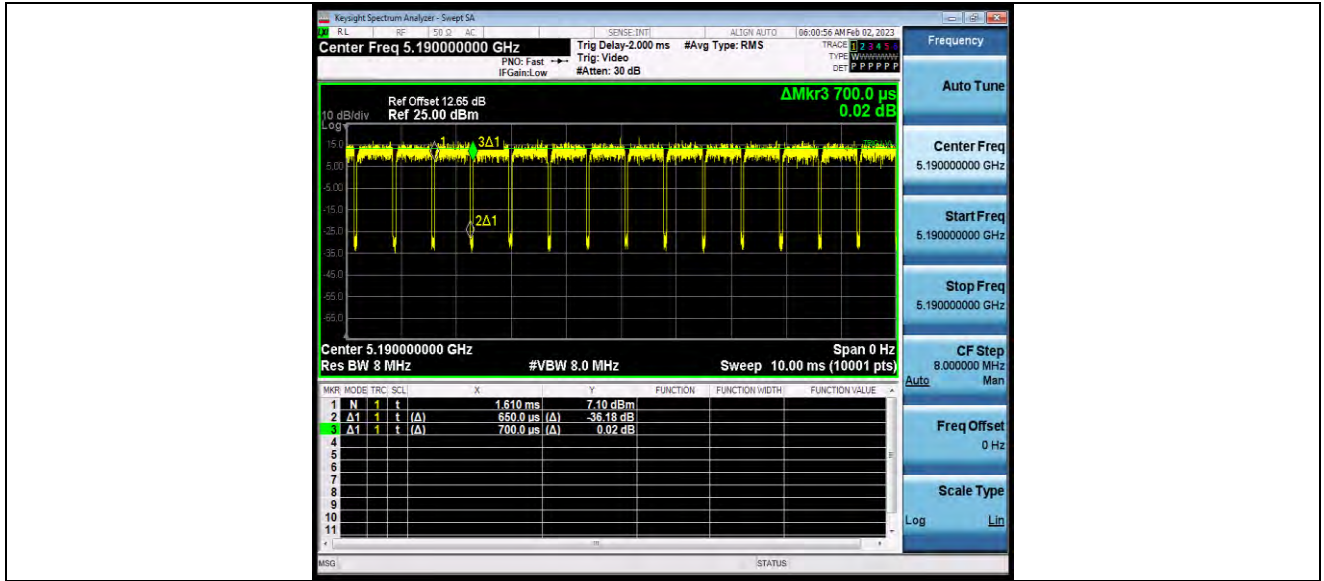 Keysight Spectrum Analyzer - Swept SA
RL RF 50 Ω AC SENSE:INT ALIGN AUTO 06:00:56 AM Feb 02, 2023
Center Freq 5.190000000 GHz
PNO: Fast
IFGain:Low
Trig Delay-2.000 ms
Trig: Video
#Atten: 30 dB
#Avg Type: RMS
TRACE 1 2 3 4 5 6
TYPE WWWWWW
DET P P P P P P
ΔMkr3 700.0 µs
0.02 dB
Ref Offset 12.65 dB
10 dB/div Ref 25.00 dBm
Log
15.0
5.00
-5.00
-15.0
-25.0
-35.0
-45.0
-55.0
-65.0
1
3Δ1
2Δ1
Center 5.190000000 GHz Span 0 Hz
Res BW 8 MHz #VBW 8.0 MHz Sweep 10.00 ms (10001 pts)
MKR MODE TRC SCL X Y FUNCTION FUNCTION WIDTH FUNCTION VALUE
1 N 1 t 1.610 ms 7.10 dBm
2 Δ1 1 t (Δ) 650.0 µs (Δ) -36.18 dB
3 Δ1 1 t (Δ) 700.0 µs (Δ) 0.02 dB
4
5
6
7
8
9
10
11
MSG STATUS
Frequency
Auto Tune
Center Freq
5.190000000 GHz
Start Freq
5.190000000 GHz
Stop Freq
5.190000000 GHz
CF Step
8.000000 MHz
Auto Man
Freq Offset
0 Hz
Scale Type
Log Lin